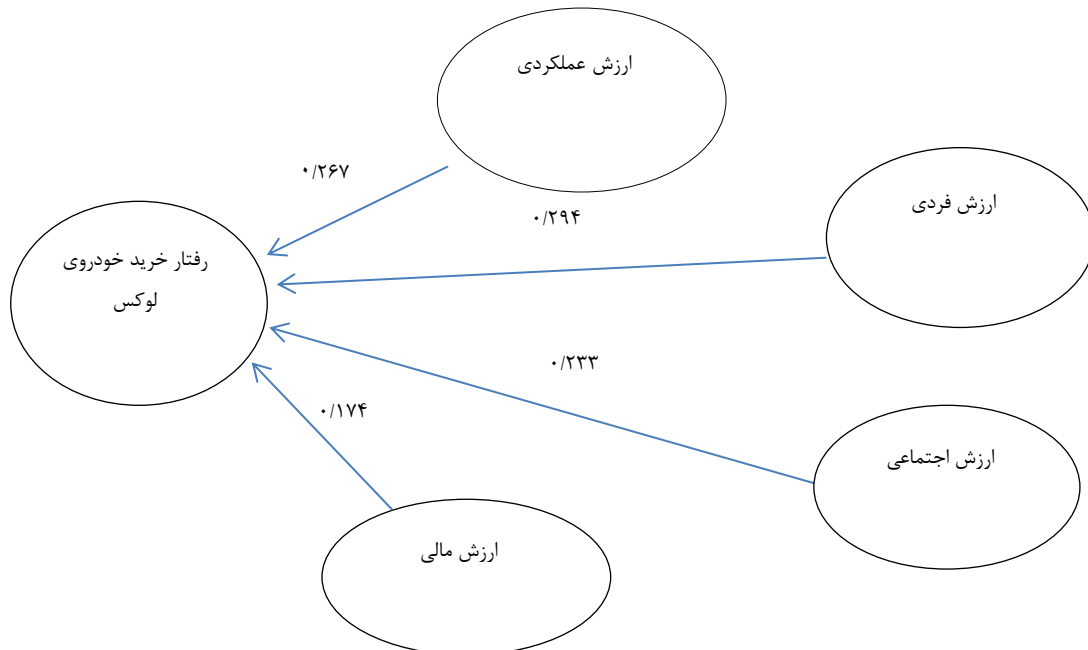 ارزش عملکردی
۰/۲۶۷
ارزش فردی
۰/۲۹۴
رفتار خرید خودروی
لوکس
۰/۲۳۳
۰/۱۷۴
ارزش اجتماعی
ارزش مالی